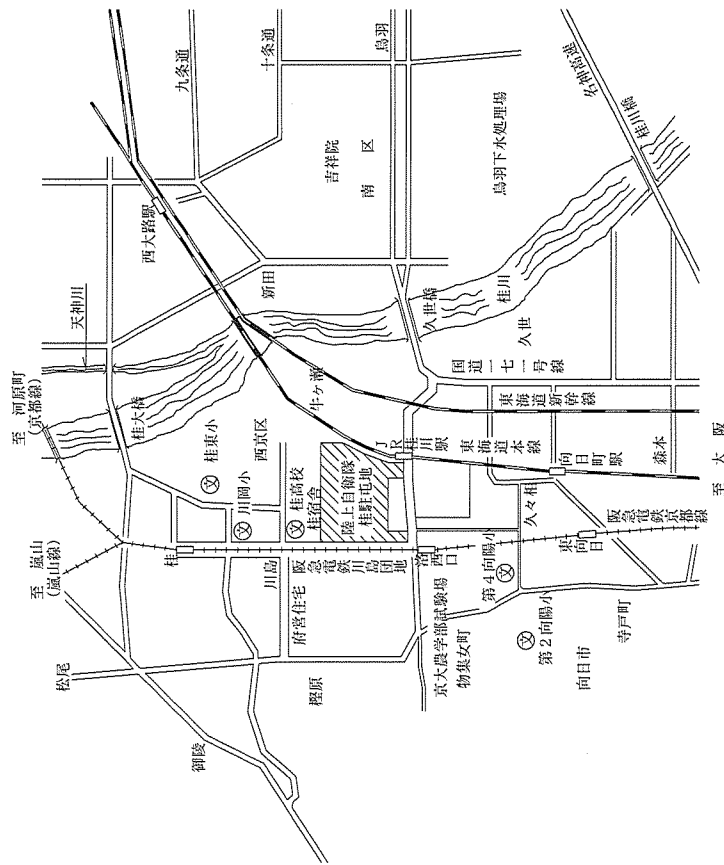 至 河原町
(京都線)
天神川
桂大橋
西大路駅
九条通
十条通
鳥羽
吉祥院
南区
新田
鳥羽下水処理場
名神高速
桂川橋
久世橋
桂川
久世
国道一七一号線
東海道新幹線
牛ヶ瀬
西京区
桂東小
文
川岡小
文
桂高校
文
桂宿舎
陸上自衛隊
桂駐屯地
JR桂川駅
東海道本線
向日町駅
森本
至 大阪
至 嵐山
(嵐山線)
桂
川島
阪急電鉄川島団地
洛西口
久々相
阪急電鉄京都線
東向日
第4向陽小
文
第2向陽小
文
府営住宅
京大農学部試験場
物集女町
向日市
寺戸町
松尾
樫原
御陵